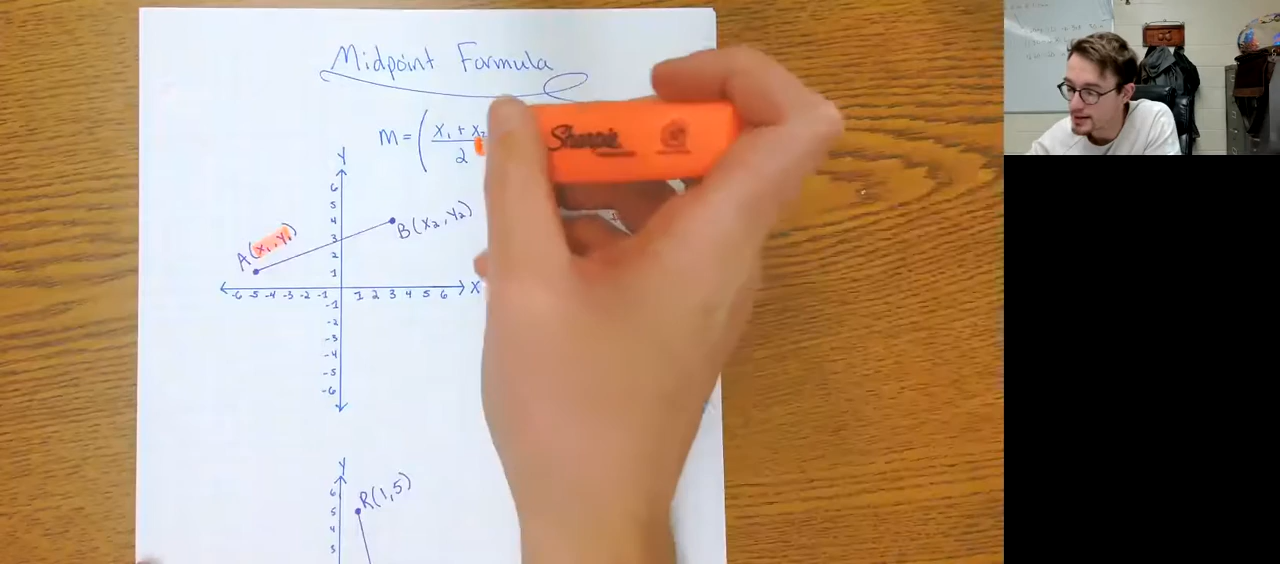 Midpoint Formula
M = ( x₁ + x₂
2
Sharpie
Y
6
5
4
3
2
1
A(x₁, y₁)
B(x₂, y₂)
-6 -5 -4 -3 -2 -1 1 2 3 4 5 6 X
-1
-2
-3
-4
-5
-6
Y
6
5
4
3
R(1,5)